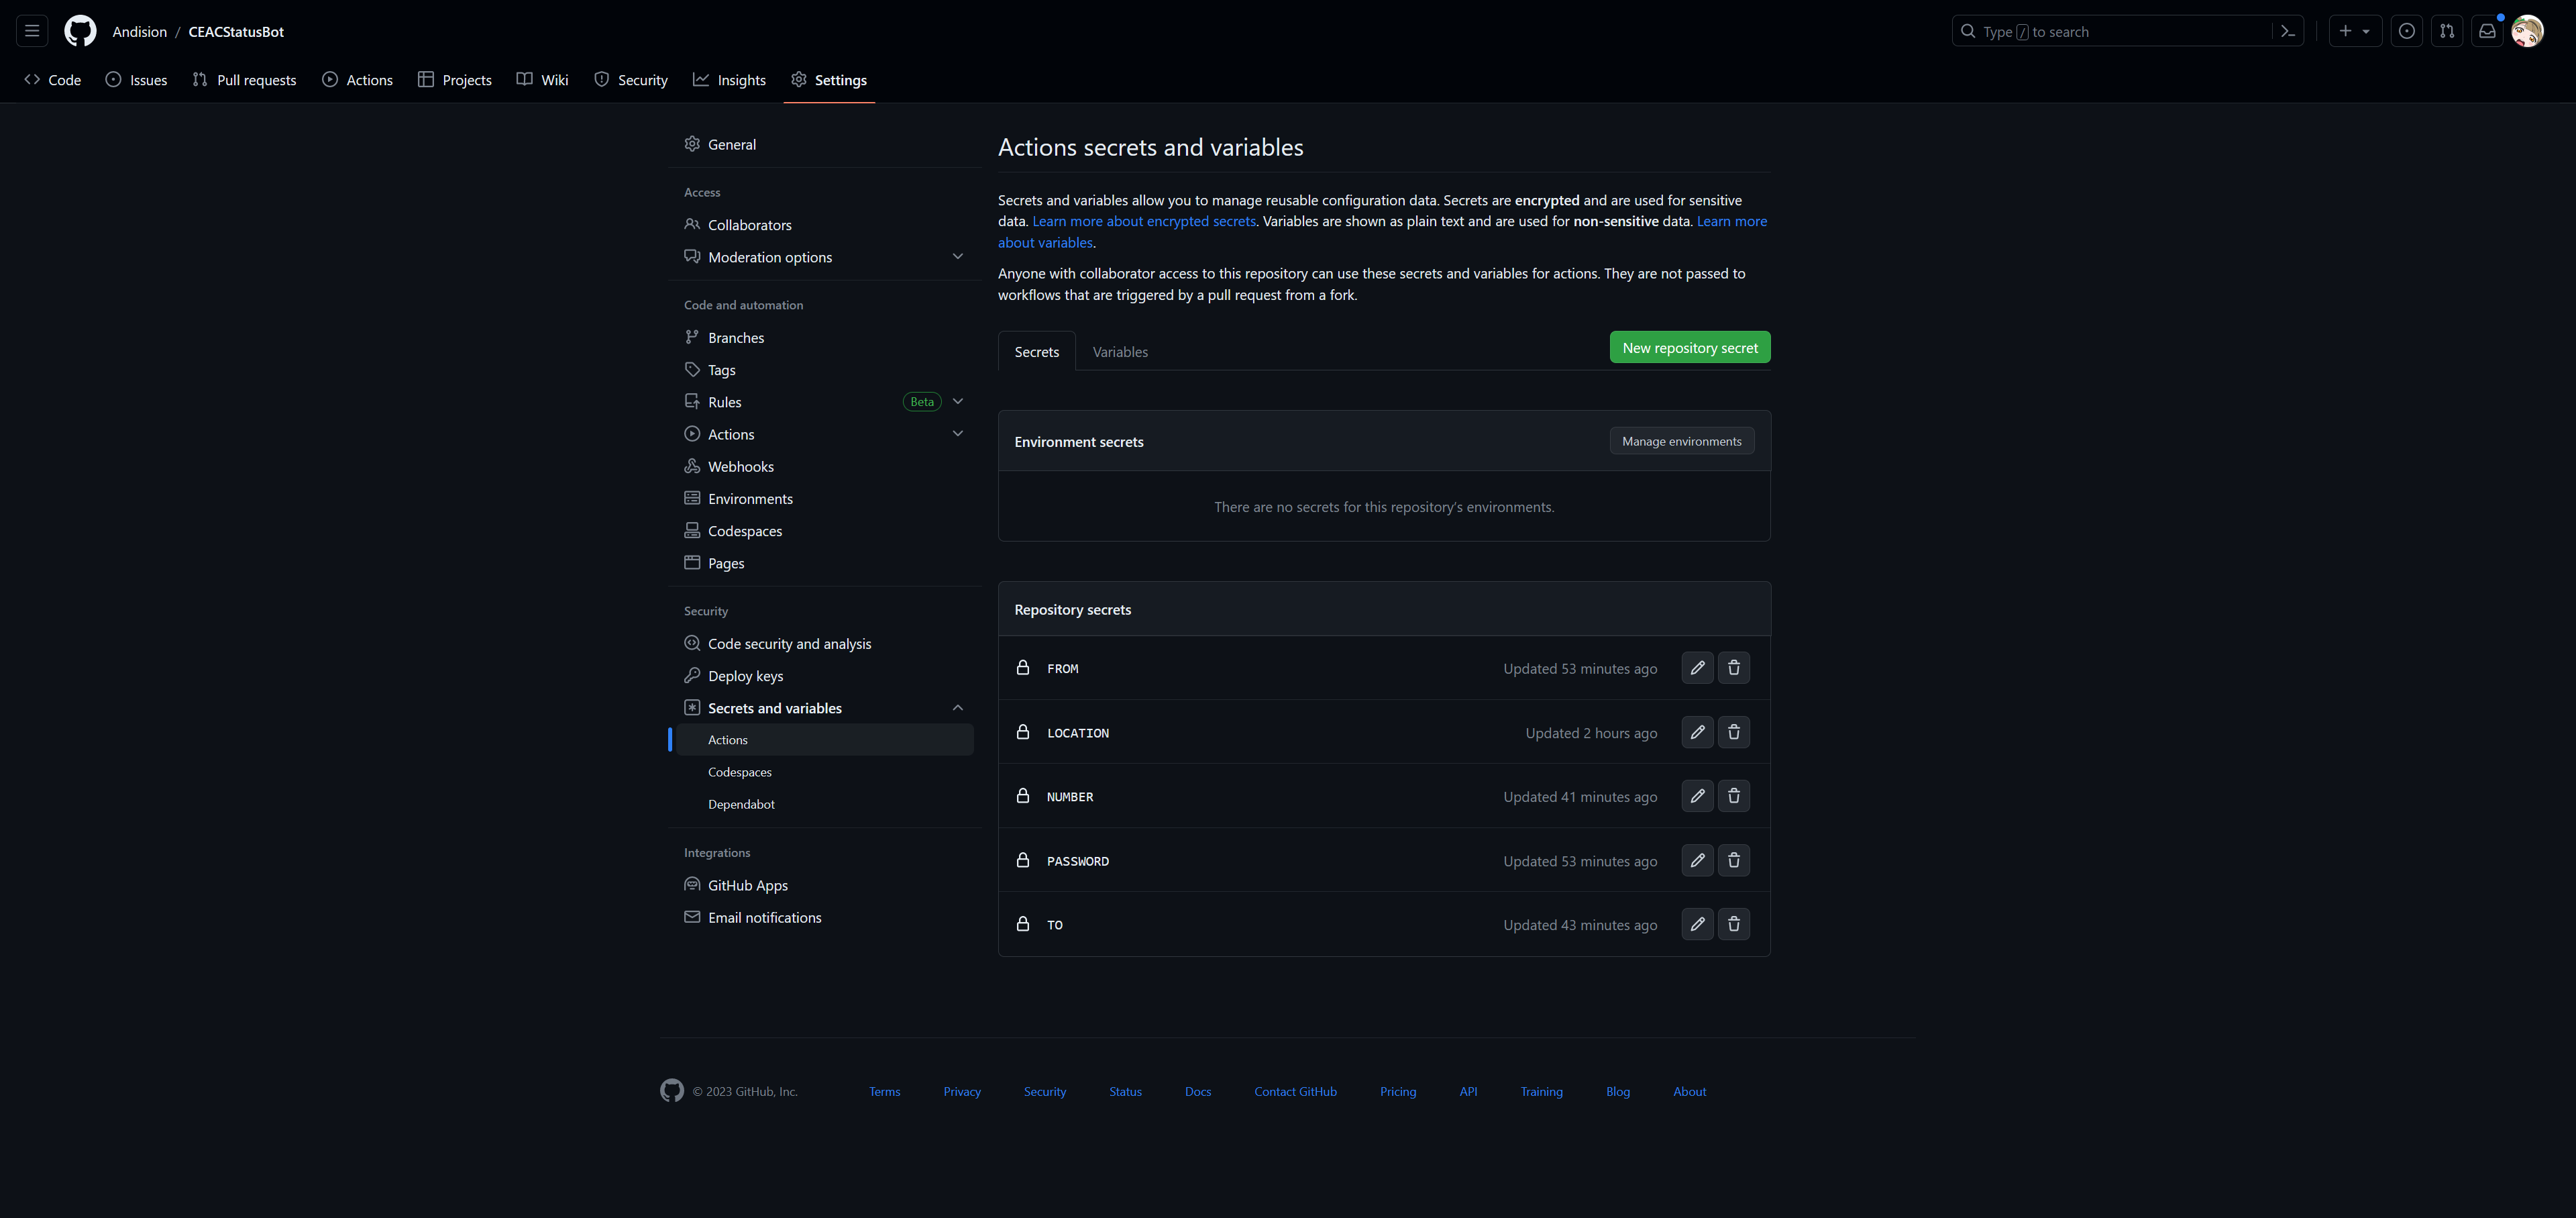 Andision / CEACStatusBot
Type / to search
Code Issues Pull requests Actions Projects Wiki Security Insights Settings
General
Access
Collaborators
Moderation options
Code and automation
Branches
Tags
Rules Beta
Actions
Webhooks
Environments
Codespaces
Pages
Security
Code security and analysis
Deploy keys
Secrets and variables
Actions
Codespaces
Dependabot
Integrations
GitHub Apps
Email notifications
Actions secrets and variables
Secrets and variables allow you to manage reusable configuration data. Secrets are encrypted and are used for sensitive
data. Learn more about encrypted secrets. Variables are shown as plain text and are used for non-sensitive data. Learn more
about variables.
Anyone with collaborator access to this repository can use these secrets and variables for actions. They are not passed to
workflows that are triggered by a pull request from a fork.
Secrets Variables New repository secret
Environment secrets Manage environments
There are no secrets for this repository's environments.
Repository secrets
FROM Updated 53 minutes ago
LOCATION Updated 2 hours ago
NUMBER Updated 41 minutes ago
PASSWORD Updated 53 minutes ago
TO Updated 43 minutes ago
© 2023 GitHub, Inc. Terms Privacy Security Status Docs Contact GitHub Pricing API Training Blog About